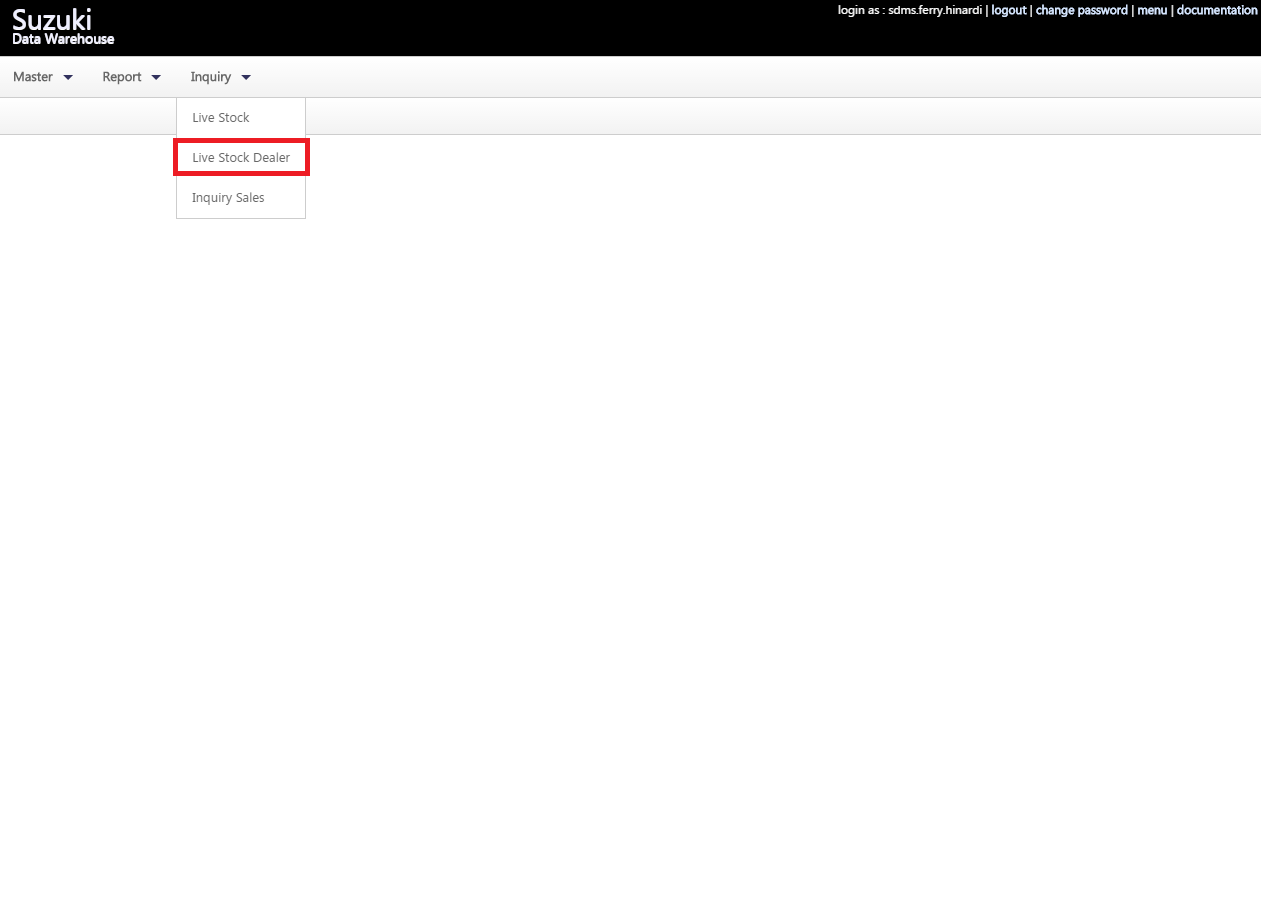 Suzuki
Data Warehouse
login as : sdms.ferry.hinardi | logout | change password | menu | documentation
Master Report Inquiry
Live Stock
Live Stock Dealer
Inquiry Sales